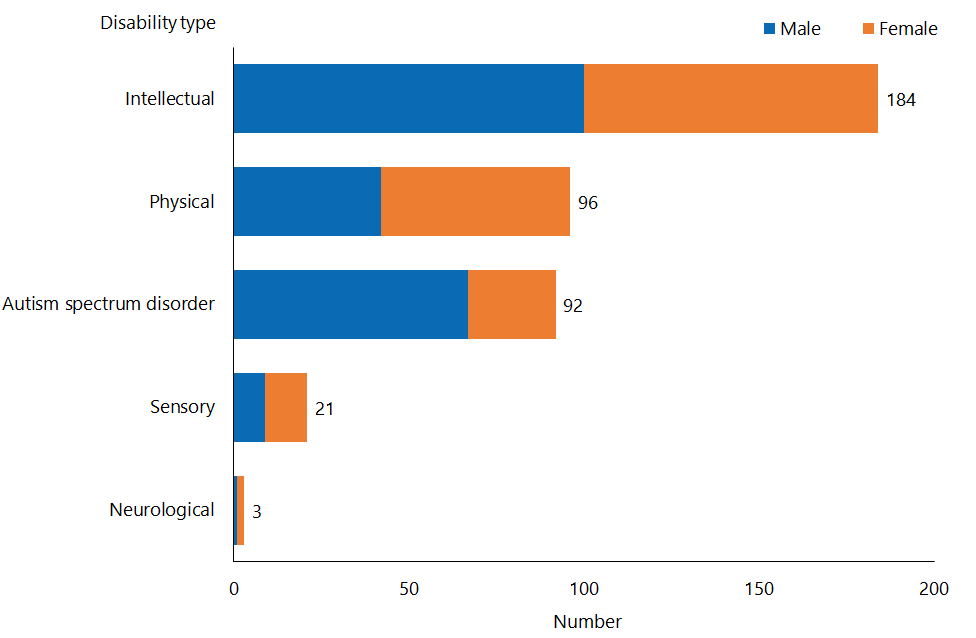 Disability type
Male Female
Intellectual 184
Physical 96
Autism spectrum disorder 92
Sensory 21
Neurological 3
0 50 100 150 200
Number